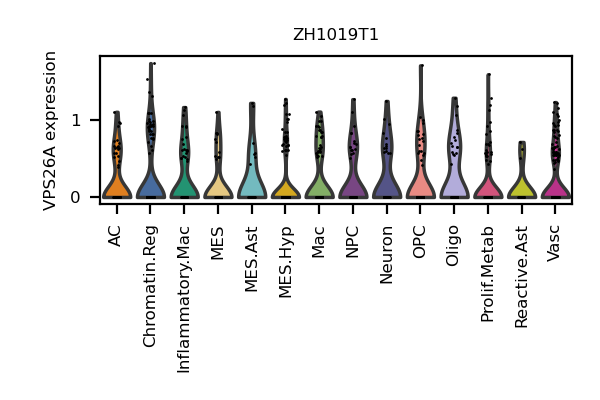 ZH1019T1
VPS26A expression
1
0
AC
Chromatin.Reg
Inflammatory.Mac
MES
MES.Ast
MES.Hyp
Mac
NPC
Neuron
OPC
Oligo
Prolif.Metab
Reactive.Ast
Vasc